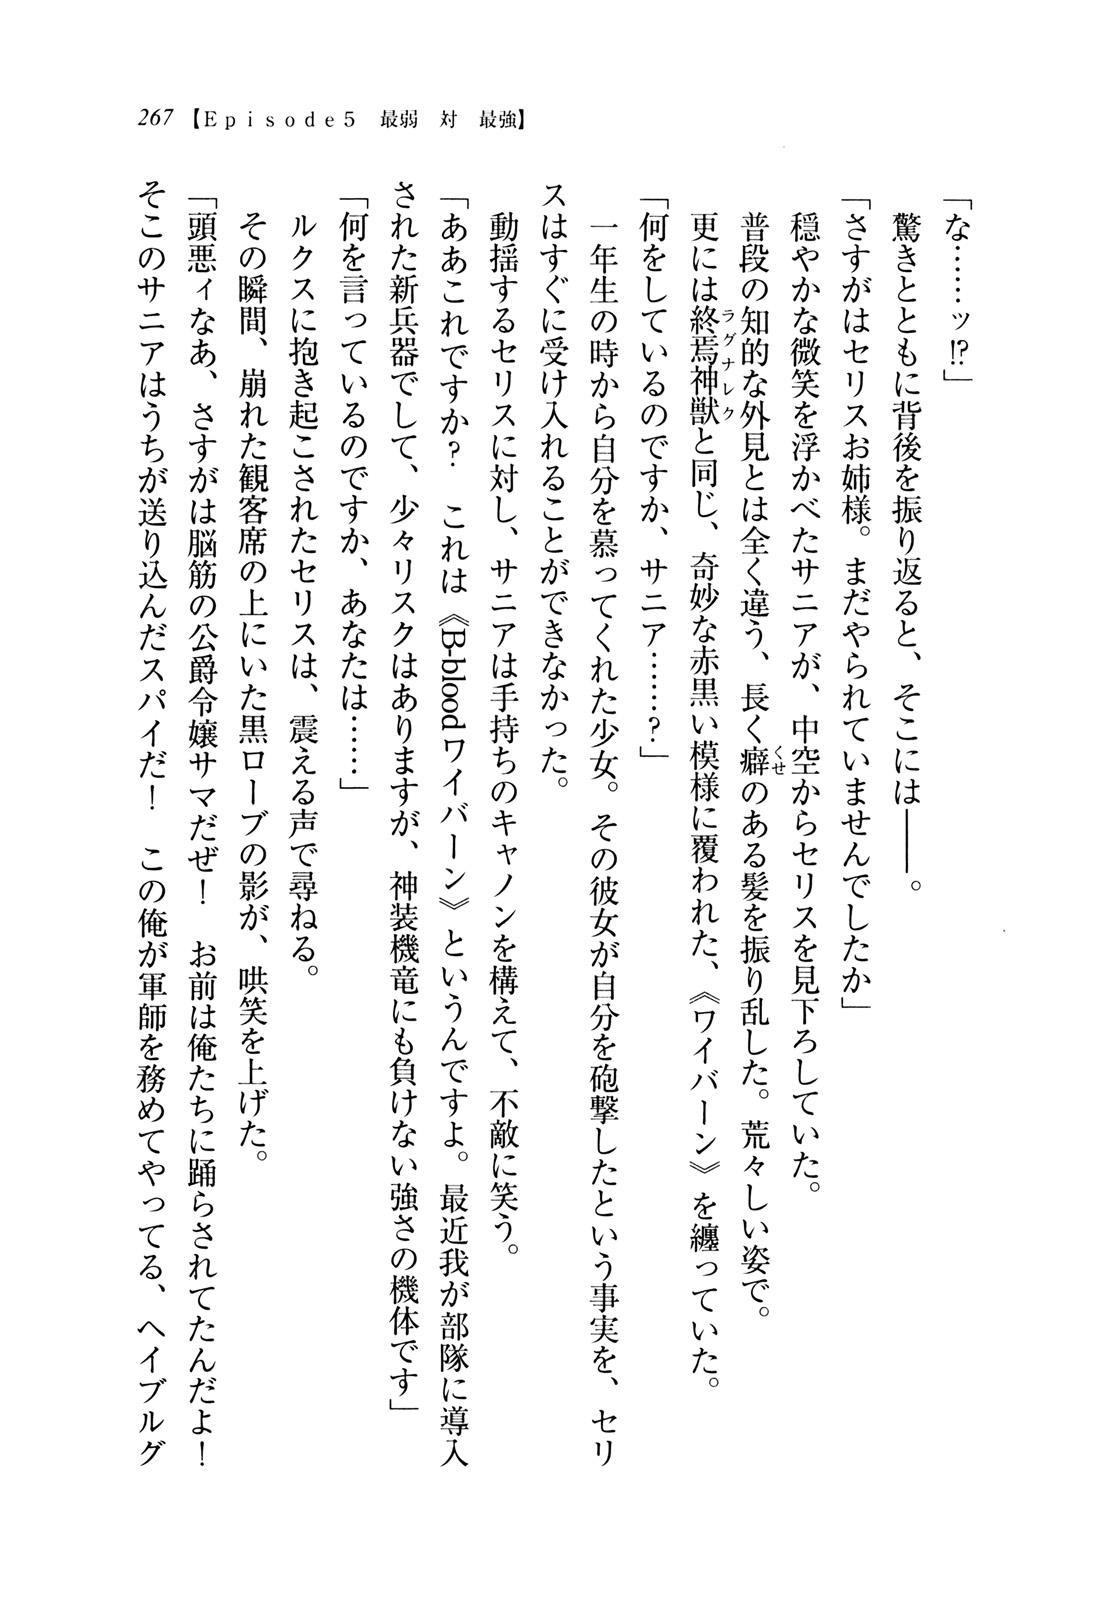 267 【Ｅｐｉｓｏｄｅ５　最弱　対　最強】
「な……ッ!?」
驚きとともに背後を振り返ると、そこには――。
「さすがはセリスお姉様。まだやられていませんでしたか」
穏やかな微笑を浮かべたサニアが、中空からセリスを見下ろしていた。
普段の知的な外見とは全く違う、長く癖のある髪を振り乱した。荒々しい姿で。
くせ
更には終焉神獣と同じ、奇妙な赤黒い模様に覆われた、《ワイバーン》を纏っていた。
ラグナレク
「何をしているのですか、サニア……?」
一年生の時から自分を慕ってくれた少女。その彼女が自分を砲撃したという事実を、セリ
スはすぐに受け入れることができなかった。
動揺するセリスに対し、サニアは手持ちのキャノンを構えて、不敵に笑う。
「ああこれですか?　これは《B-bloodワイバーン》というんですよ。最近我が部隊に導入
された新兵器でして、少々リスクはありますが、神装機竜にも負けない強さの機体です」
「何を言っているのですか、あなたは……」
ルクスに抱き起こされたセリスは、震える声で尋ねる。
その瞬間、崩れた観客席の上にいた黒ローブの影が、哄笑を上げた。
「頭悪ィなあ、さすがは脳筋の公爵令嬢サマだぜ!　お前は俺たちに踊らされてたんだよ!
そこのサニアはうちが送り込んだスパイだ!　この俺が軍師を務めてやってる、ヘイブルグ